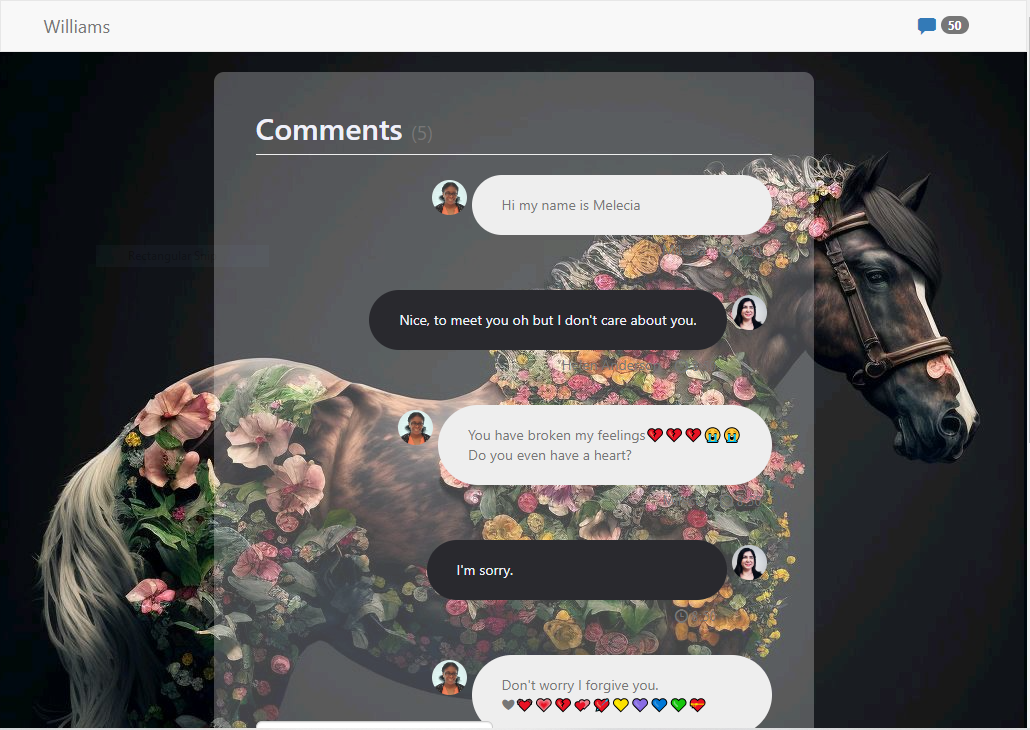 Williams
50
Comments (5)
Hi my name is Melecia
Nice, to meet you oh but I don't care about you.
You have broken my feelings💔💔💔😭😭
Do you even have a heart?
I'm sorry.
Don't worry I forgive you.